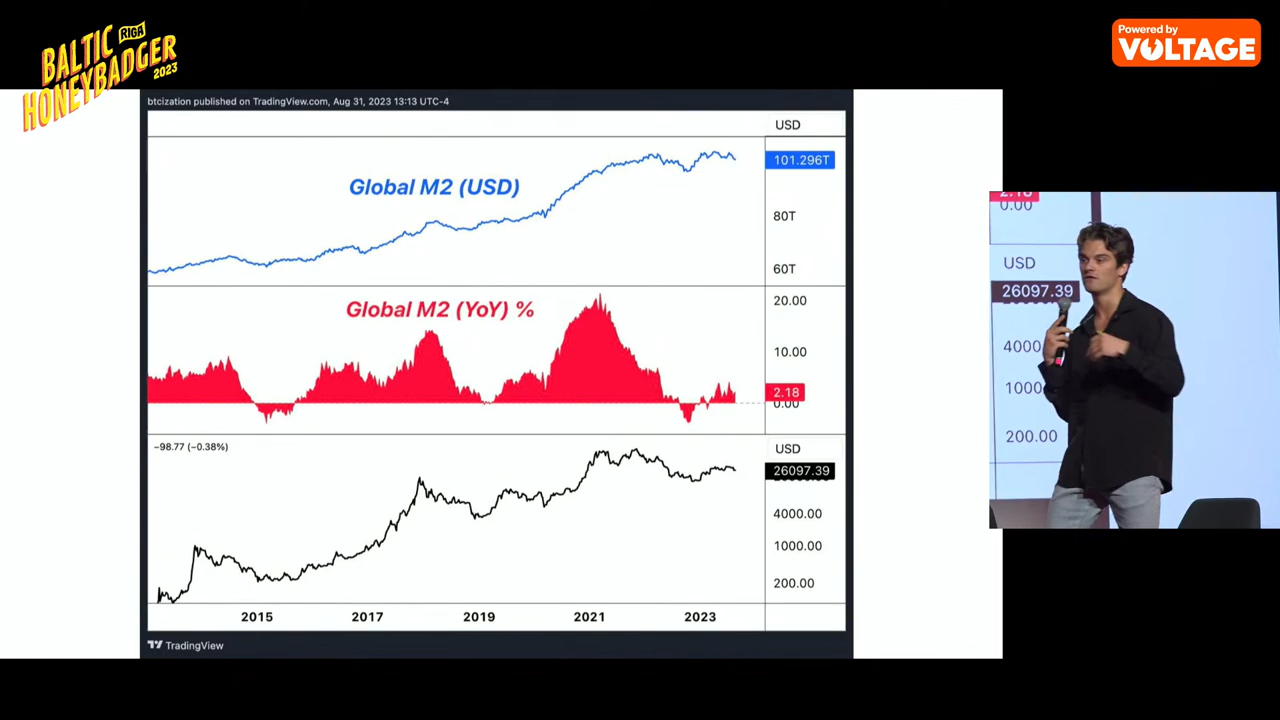 BALTIC
RIGA
HONEYBADGER
2023
Powered by
VOLTAGE
btcization published on TradingView.com, Aug 31, 2023 13:13 UTC-4
USD
101.296T
Global M2 (USD)
80T
60T
Global M2 (YoY) %
20.00
10.00
2.18
0.00
−98.77 (−0.38%)
USD
26097.39
4000.00
1000.00
200.00
2015
2017
2019
2021
2023
TradingView
2.18
0.00
USD
26097.39
4000
1000
200.00